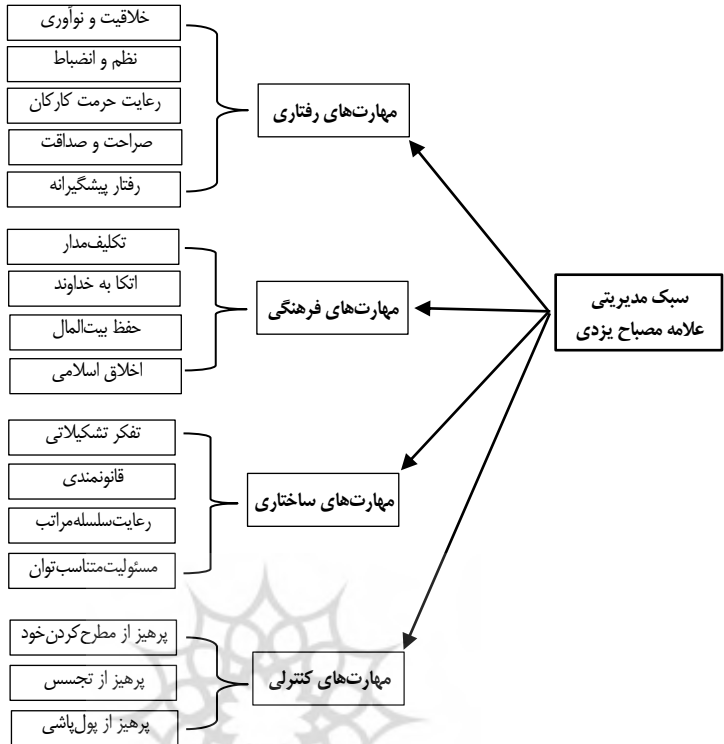 سبک مدیریتی
علامه مصباح یزدی
مهارت‌های رفتاری
خلاقیت و نوآوری
نظم و انضباط
رعایت حرمت کارکان
صراحت و صداقت
رفتار پیشگیرانه
مهارت‌های فرهنگی
تکلیف‌مدار
اتکا به خداوند
حفظ بیت‌المال
اخلاق اسلامی
مهارت‌های ساختاری
تفکر تشکیلاتی
قانونمندی
رعایت‌سلسله‌مراتب
مسئولیت‌متناسب‌توان
مهارت‌های کنترلی
پرهیز از مطرح‌کردن‌خود
پرهیز از تجسس
پرهیز از پول‌پاشی